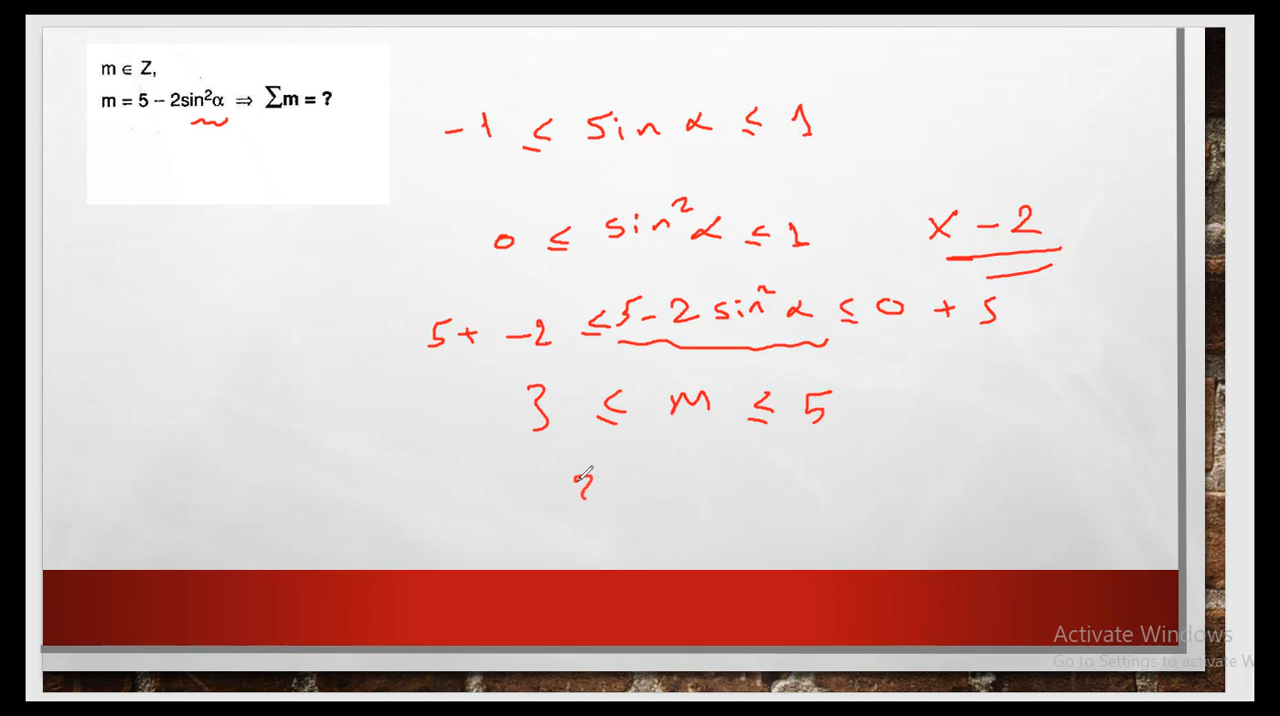 m ∈ Z,
m = 5 – 2sin²α ⇒ ∑m = ?
-1 ≤ sin α ≤ 1
0 ≤ sin²α ≤ 1
x - 2
5 + -2 ≤ 5 - 2 sin²α ≤ 0 + 5
3 ≤ m ≤ 5
Activate Windows
Go to Settings to activate W